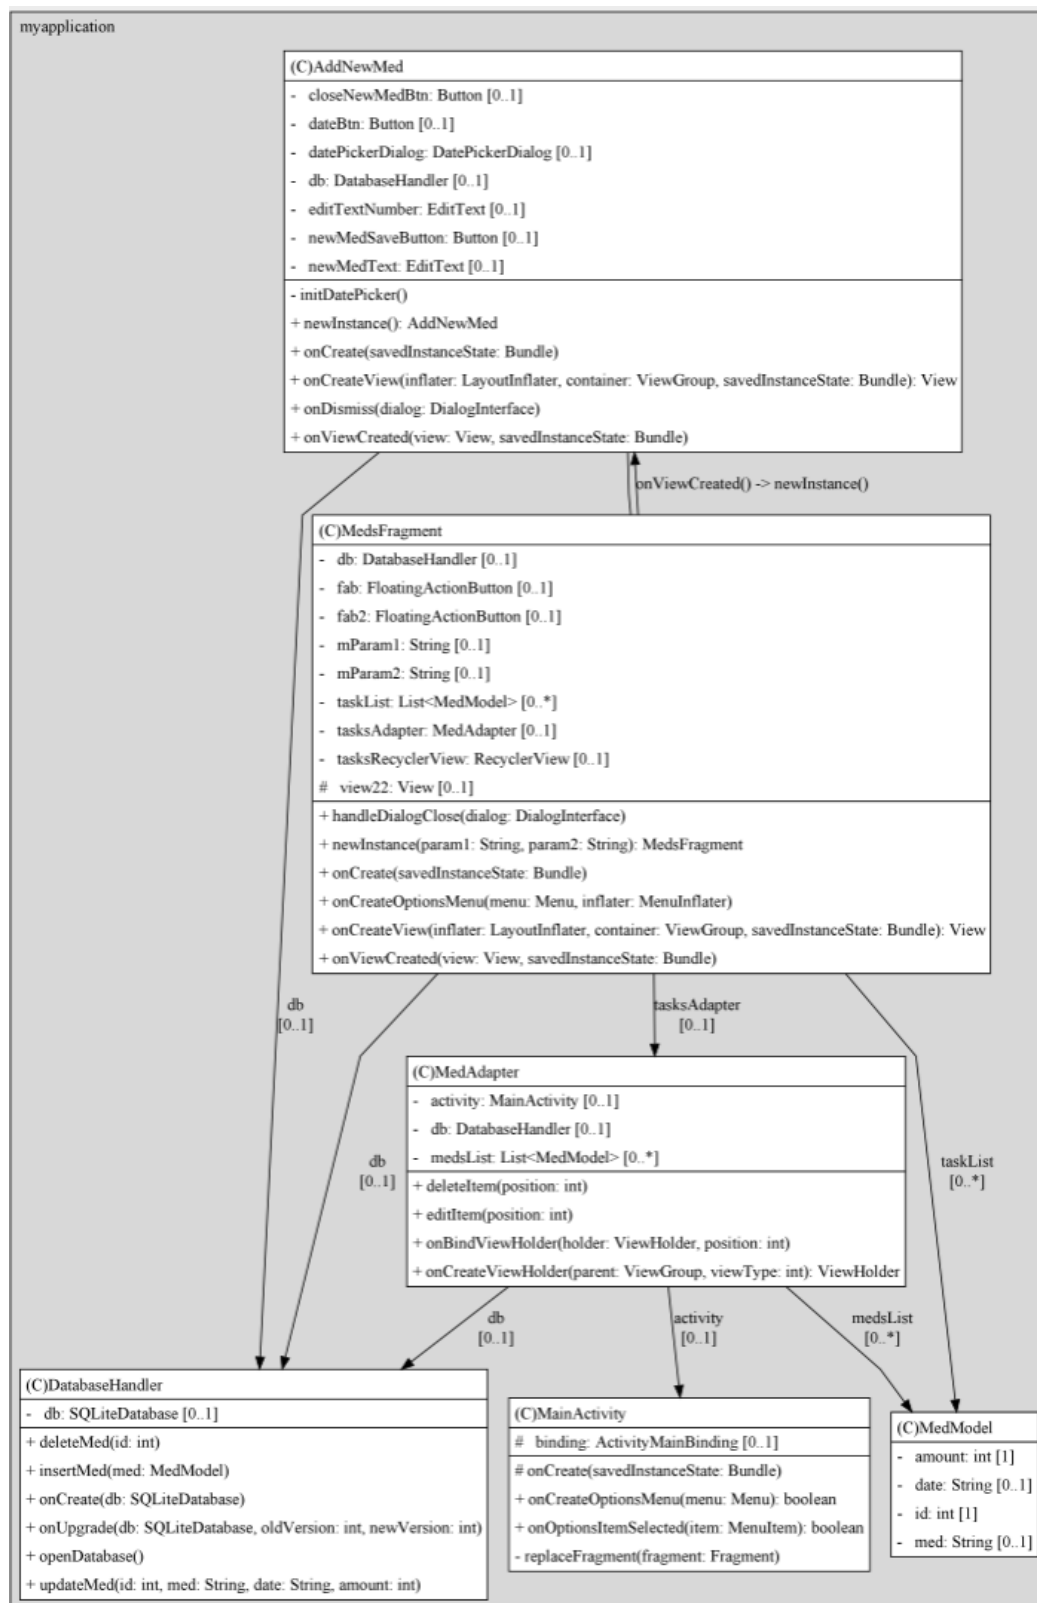 myapplication
(C)AddNewMed
- closeNewMedBtn: Button [0..1]
- dateBtn: Button [0..1]
- datePickerDialog: DatePickerDialog [0..1]
- db: DatabaseHandler [0..1]
- editTextNumber: EditText [0..1]
- newMedSaveButton: Button [0..1]
- newMedText: EditText [0..1]
- initDatePicker()
+ newInstance(): AddNewMed
+ onCreate(savedInstanceState: Bundle)
+ onCreateView(inflater: LayoutInflater, container: ViewGroup, savedInstanceState: Bundle): View
+ onDismiss(dialog: DialogInterface)
+ onViewCreated(view: View, savedInstanceState: Bundle)
onViewCreated() -> newInstance()
(C)MedsFragment
- db: DatabaseHandler [0..1]
- fab: FloatingActionButton [0..1]
- fab2: FloatingActionButton [0..1]
- mParam1: String [0..1]
- mParam2: String [0..1]
- taskList: List<MedModel> [0..*]
- tasksAdapter: MedAdapter [0..1]
- tasksRecyclerView: RecyclerView [0..1]
# view22: View [0..1]
+ handleDialogClose(dialog: DialogInterface)
+ newInstance(param1: String, param2: String): MedsFragment
+ onCreate(savedInstanceState: Bundle)
+ onCreateOptionsMenu(menu: Menu, inflater: MenuInflater)
+ onCreateView(inflater: LayoutInflater, container: ViewGroup, savedInstanceState: Bundle): View
+ onViewCreated(view: View, savedInstanceState: Bundle)
db
[0..1]
tasksAdapter
[0..1]
(C)MedAdapter
- activity: MainActivity [0..1]
- db: DatabaseHandler [0..1]
- medsList: List<MedModel> [0..*]
+ deleteItem(position: int)
+ editItem(position: int)
+ onBindViewHolder(holder: ViewHolder, position: int)
+ onCreateViewHolder(parent: ViewGroup, viewType: int): ViewHolder
db
[0..1]
taskList
[0..*]
db
[0..1]
activity
[0..1]
medsList
[0..*]
(C)DatabaseHandler
- db: SQLiteDatabase [0..1]
+ deleteMed(id: int)
+ insertMed(med: MedModel)
+ onCreate(db: SQLiteDatabase)
+ onUpgrade(db: SQLiteDatabase, oldVersion: int, newVersion: int)
+ openDatabase()
+ updateMed(id: int, med: String, date: String, amount: int)
(C)MainActivity
# binding: ActivityMainBinding [0..1]
# onCreate(savedInstanceState: Bundle)
+ onCreateOptionsMenu(menu: Menu): boolean
+ onOptionsItemSelected(item: MenuItem): boolean
- replaceFragment(fragment: Fragment)
(C)MedModel
- amount: int [1]
- date: String [0..1]
- id: int [1]
- med: String [0..1]